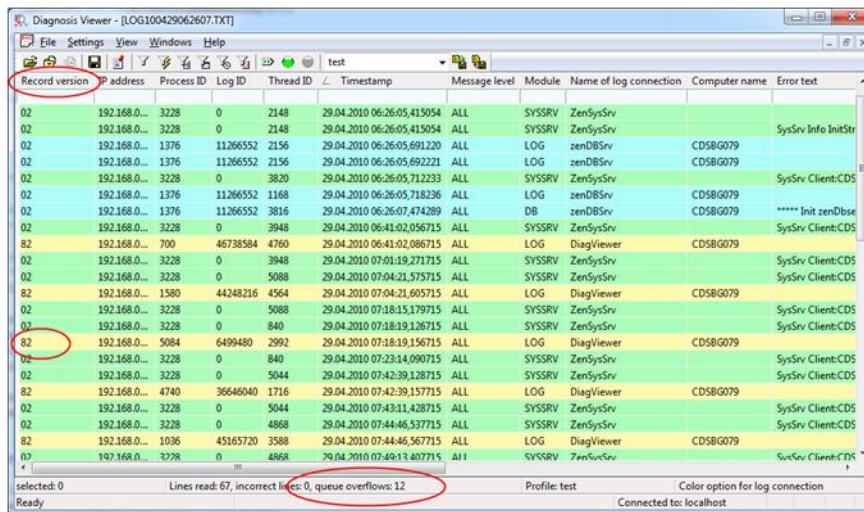 Diagnosis Viewer - [LOG100429062607.TXT]
File Settings View Windows Help
test
Record version IP address Process ID Log ID Thread ID Timestamp Message level Module Name of log connection Computer name Error text
02 192.168.0... 3228 0 2148 29.04.2010 06:26:05,415054 ALL SYSSRV ZenSysSrv
02 192.168.0... 3228 0 2148 29.04.2010 06:26:05,415054 ALL SYSSRV ZenSysSrv SysSrv Info InitStr
02 192.168.0... 1376 11266552 2156 29.04.2010 06:26:05,691220 ALL LOG zenDBSrv CDSBG079
02 192.168.0... 1376 11266552 2156 29.04.2010 06:26:05,692221 ALL LOG zenDBSrv CDSBG079
02 192.168.0... 3228 0 3820 29.04.2010 06:26:05,712233 ALL SYSSRV ZenSysSrv SysSrv Client:CDS
02 192.168.0... 1376 11266552 1168 29.04.2010 06:26:05,718236 ALL LOG zenDBSrv CDSBG079
02 192.168.0... 1376 11266552 3816 29.04.2010 06:26:07,474289 ALL DB zenDBSrv CDSBG079 ***** Init zenDbse
02 192.168.0... 3228 0 3948 29.04.2010 06:41:02,056715 ALL SYSSRV ZenSysSrv SysSrv Client:CDS
82 192.168.0... 700 46738584 4760 29.04.2010 06:41:02,086715 ALL LOG DiagViewer CDSBG079
02 192.168.0... 3228 0 3948 29.04.2010 07:01:19,271715 ALL SYSSRV ZenSysSrv SysSrv Client:CDS
02 192.168.0... 3228 0 5088 29.04.2010 07:04:21,575715 ALL SYSSRV ZenSysSrv SysSrv Client:CDS
82 192.168.0... 1580 44248216 4564 29.04.2010 07:04:21,605715 ALL LOG DiagViewer CDSBG079
02 192.168.0... 3228 0 5088 29.04.2010 07:18:15,179715 ALL SYSSRV ZenSysSrv SysSrv Client:CDS
02 192.168.0... 3228 0 840 29.04.2010 07:18:19,126715 ALL SYSSRV ZenSysSrv SysSrv Client:CDS
82 192.168.0... 5084 6499480 2992 29.04.2010 07:18:19,156715 ALL LOG DiagViewer CDSBG079
02 192.168.0... 3228 0 840 29.04.2010 07:23:14,090715 ALL SYSSRV ZenSysSrv SysSrv Client:CDS
02 192.168.0... 3228 0 5044 29.04.2010 07:42:39,128715 ALL SYSSRV ZenSysSrv SysSrv Client:CDS
82 192.168.0... 4740 36646040 1716 29.04.2010 07:42:39,157715 ALL LOG DiagViewer CDSBG079
02 192.168.0... 3228 0 5044 29.04.2010 07:43:11,428715 ALL SYSSRV ZenSysSrv SysSrv Client:CDS
02 192.168.0... 3228 0 4868 29.04.2010 07:44:46,537715 ALL SYSSRV ZenSysSrv SysSrv Client:CDS
82 192.168.0... 1036 45165720 3588 29.04.2010 07:44:46,567715 ALL LOG DiagViewer CDSBG079
02 192.168.0... 3228 0 4868 29.04.2010 07:49:13,407715 ALL SYSSRV ZenSysSrv SysSrv Client:CDS
selected: 0 Lines read: 67, incorrect lines: 0, queue overflows: 12 Profile: test Color option for log connection
Ready Connected to: localhost